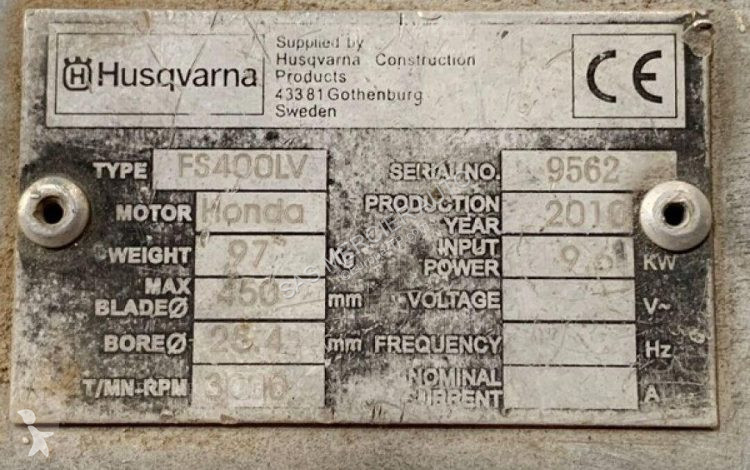 Husqvarna
Supplied by
Husqvarna Construction
Products
433 81 Gothenburg
Sweden
CE
TYPE FS400LV
MOTOR Honda
WEIGHT 97 Kg
MAX
BLADEØ 450 mm
BOREØ 25.4 mm
T/MN-RPM
SERIAL-NO. 9562
PRODUCTION
YEAR 2010
INPUT
POWER 9.6 KW
VOLTAGE V~
FREQUENCY Hz
NOMINAL
CURRENT A